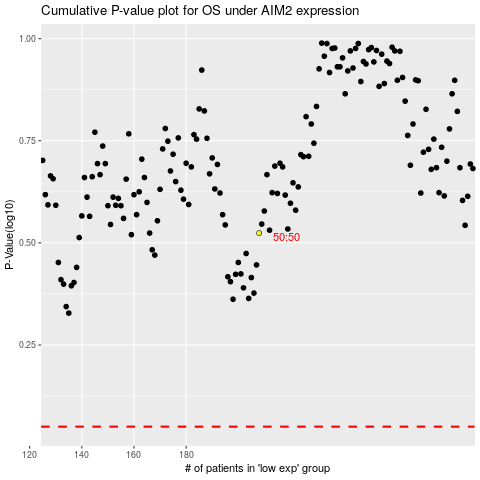 Cumulative P-value plot for OS under AIM2 expression
P-Value(log10)
1.00
0.75
0.50
0.25
50:50
120 140 160 180
# of patients in 'low exp' group